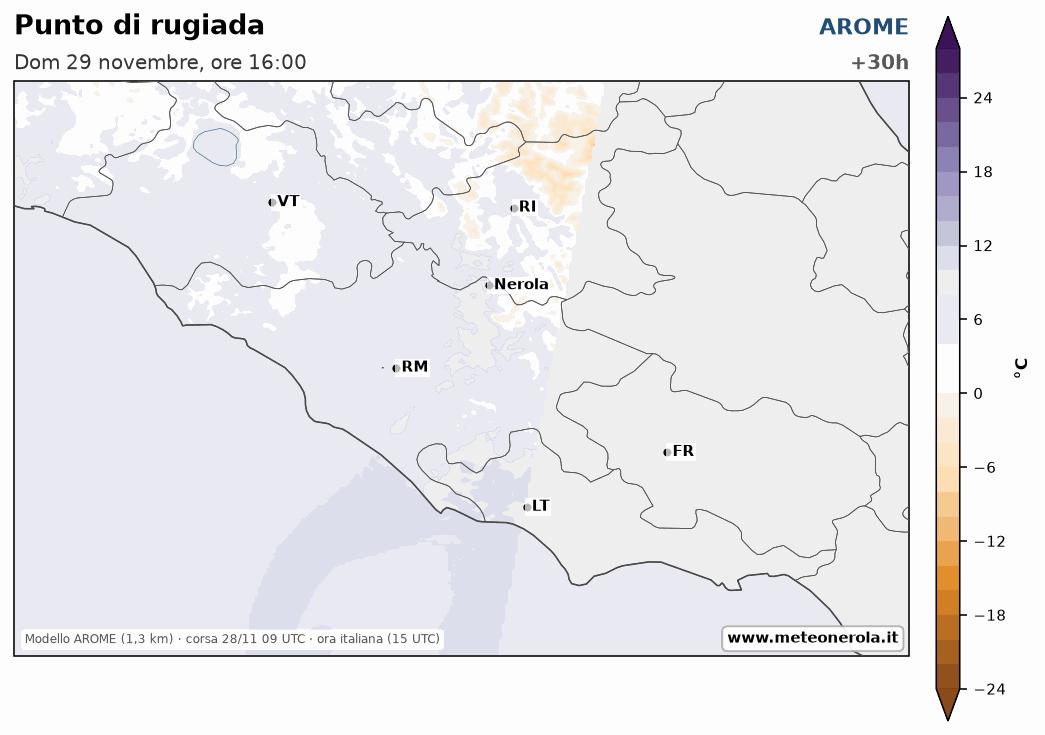 Punto di rugiada
AROME
Dom 29 novembre, ore 16:00
+30h
24
18
12
6
0
−6
−12
−18
−24
°C
VT
RI
Nerola
RM
FR
LT
Modello AROME (1,3 km) · corsa 28/11 09 UTC · ora italiana (15 UTC)
www.meteonerola.it